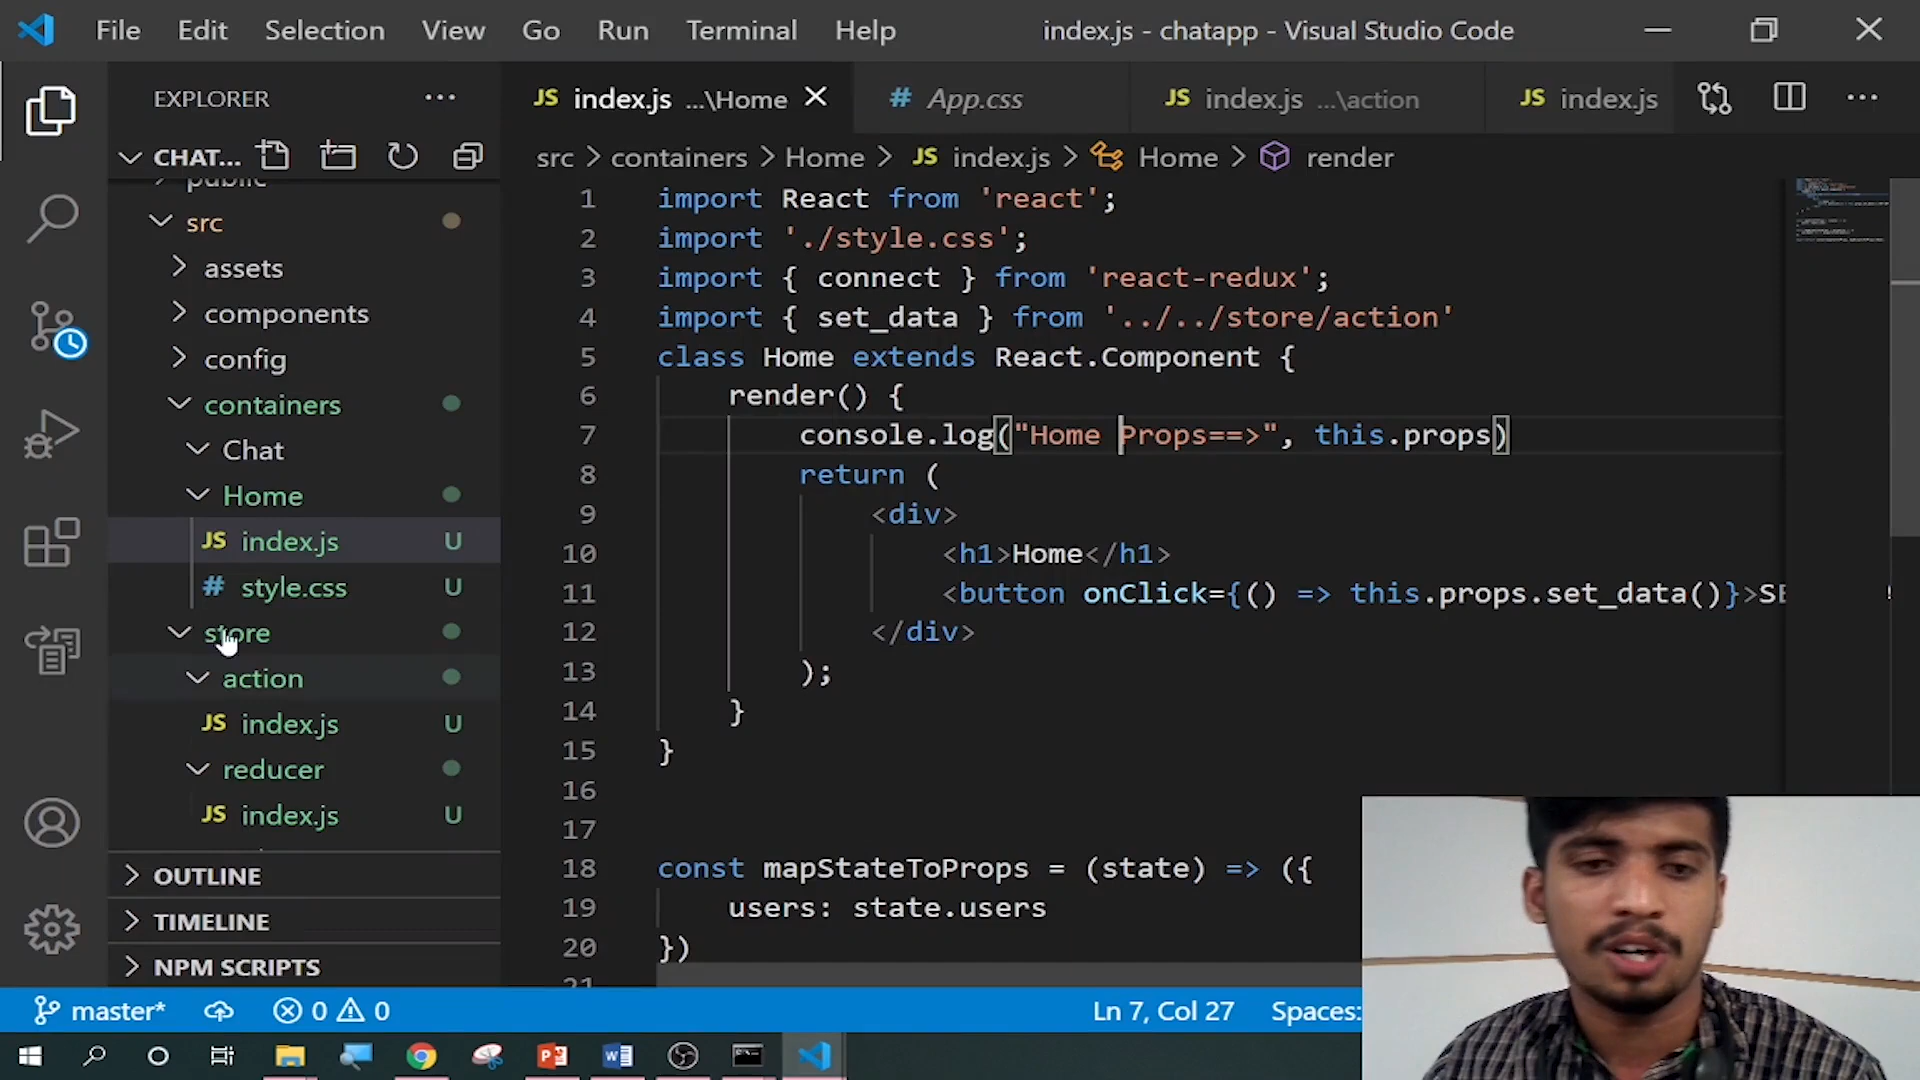 File Edit Selection View Go Run Terminal Help index.js - chatapp - Visual Studio Code
EXPLORER
JS index.js ...\Home # App.css JS index.js ...\action JS index.js
CHAT...
src > containers > Home > JS index.js > Home > render
public
src
assets
components
config
containers
Chat
Home
JS index.js U
# style.css U
store
action
JS index.js U
reducer
JS index.js U
OUTLINE
TIMELINE
NPM SCRIPTS
1 import React from 'react';
2 import './style.css';
3 import { connect } from 'react-redux';
4 import { set_data } from '../../store/action'
5 class Home extends React.Component {
6 render() {
7 console.log("Home Props==>", this.props)
8 return (
9 <div>
10 <h1>Home</h1>
11 <button onClick={() => this.props.set_data()}>SE
12 </div>
13 );
14 }
15 }
16
17
18 const mapStateToProps = (state) => ({
19 users: state.users
20 })
21
master* 0 0 Ln 7, Col 27 Spaces: